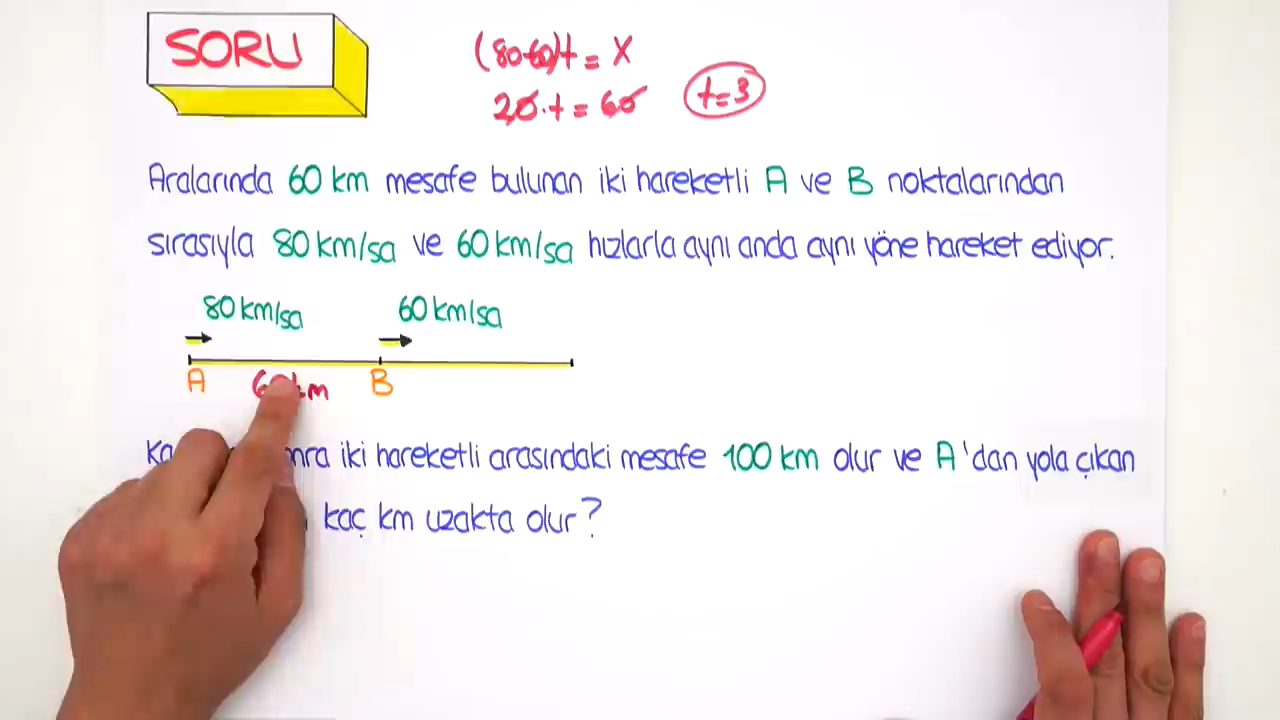 SORU
(80-60)t = X
20.t = 60
t=3
Aralarında 60 km mesafe bulunan iki hareketli A ve B noktalarından
sırasıyla 80 km/sa ve 60 km/sa hızlarla aynı anda aynı yöne hareket ediyor.
80 km/sa 60 km/sa
A B
iki hareketli arasındaki mesafe 100 km olur ve A'dan yola çıkan
kaç km uzakta olur?